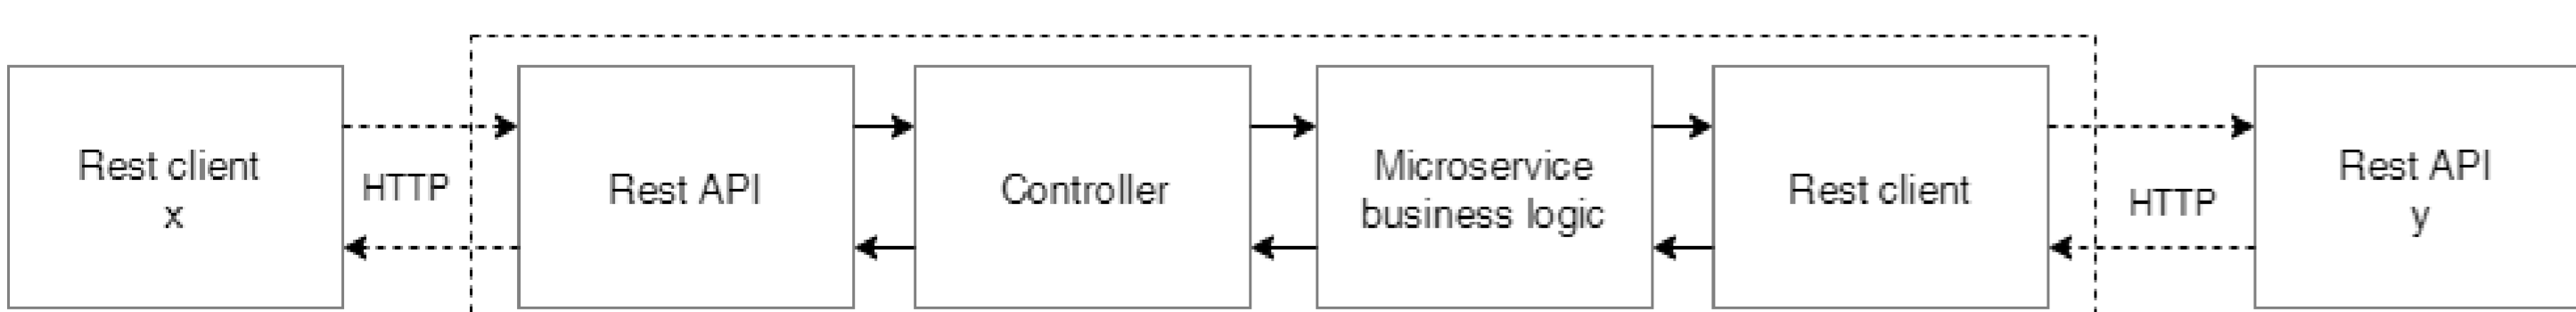 Rest client
x
HTTP
Rest API
Controller
Microservice
business logic
Rest client
HTTP
Rest API
y